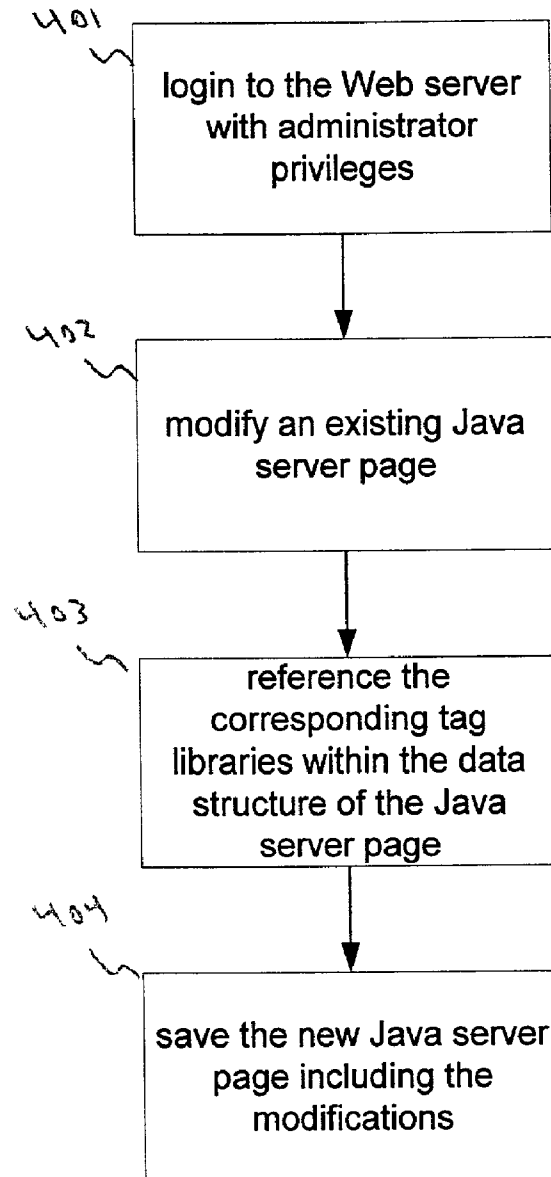 401
login to the Web server
with administrator
privileges
402
modify an existing Java
server page
403
reference the
corresponding tag
libraries within the data
structure of the Java
server page
404
save the new Java server
page including the
modifications